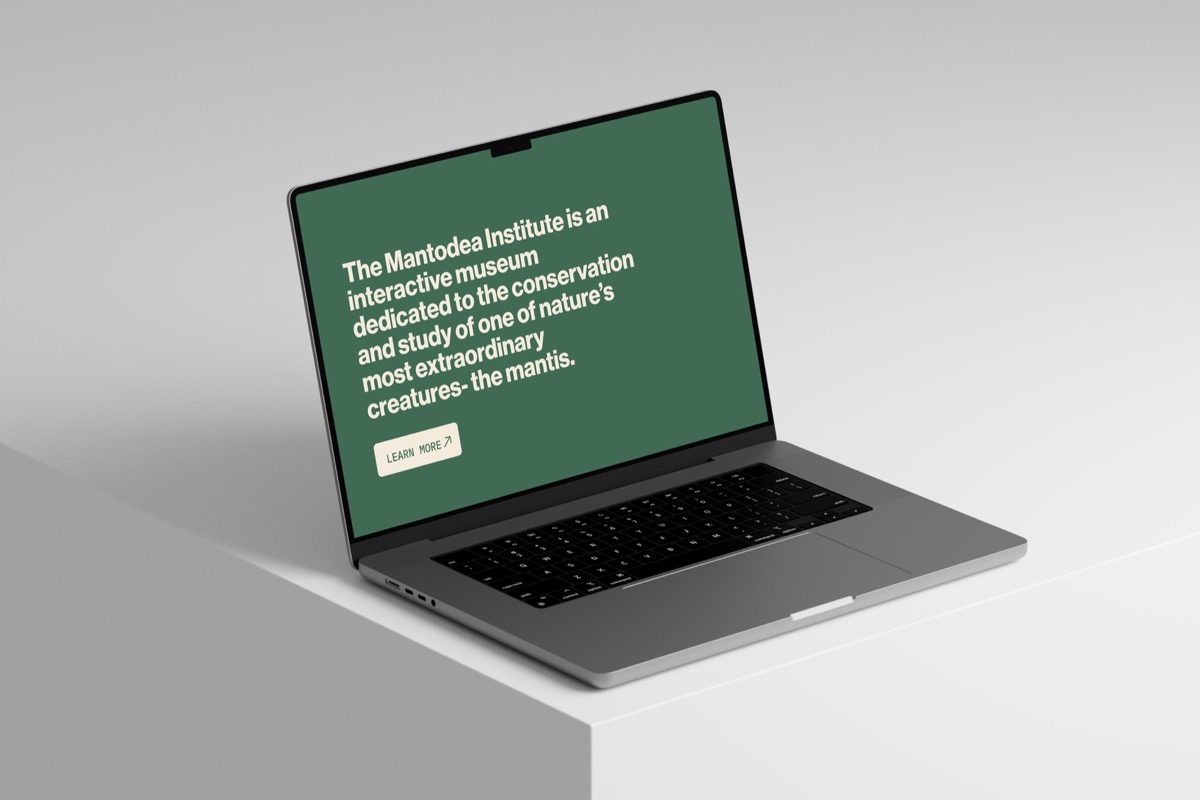 The Mantodea Institute is an
interactive museum
dedicated to the conservation
and study of one of nature’s
most extraordinary
creatures- the mantis.
LEARN MORE↗